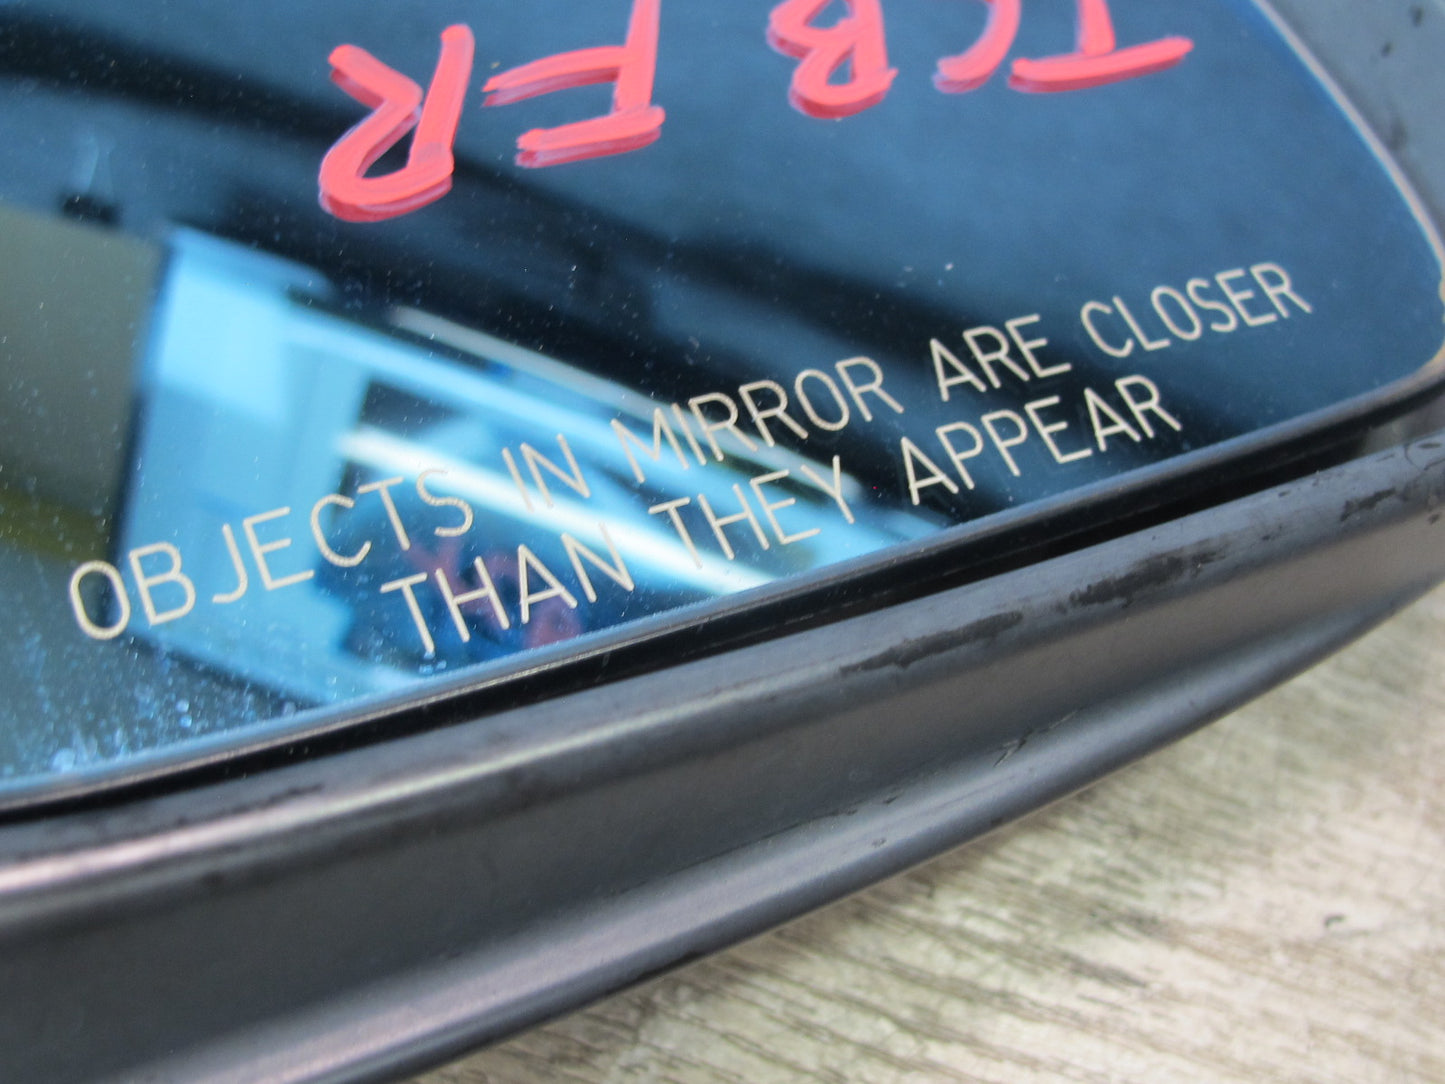 TCB FR
OBJECTS IN MIRROR ARE CLOSER
THAN THEY APPEAR